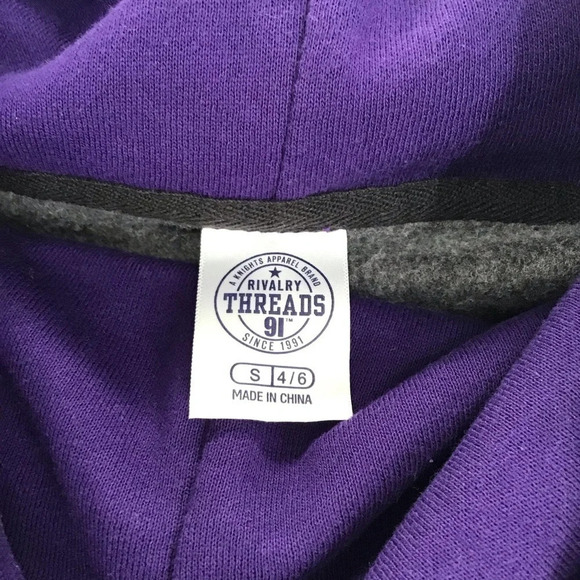 A KNIGHTS APPAREL BRAND
RIVALRY
THREADS
91™
SINCE 1991
S 4/6
MADE IN CHINA